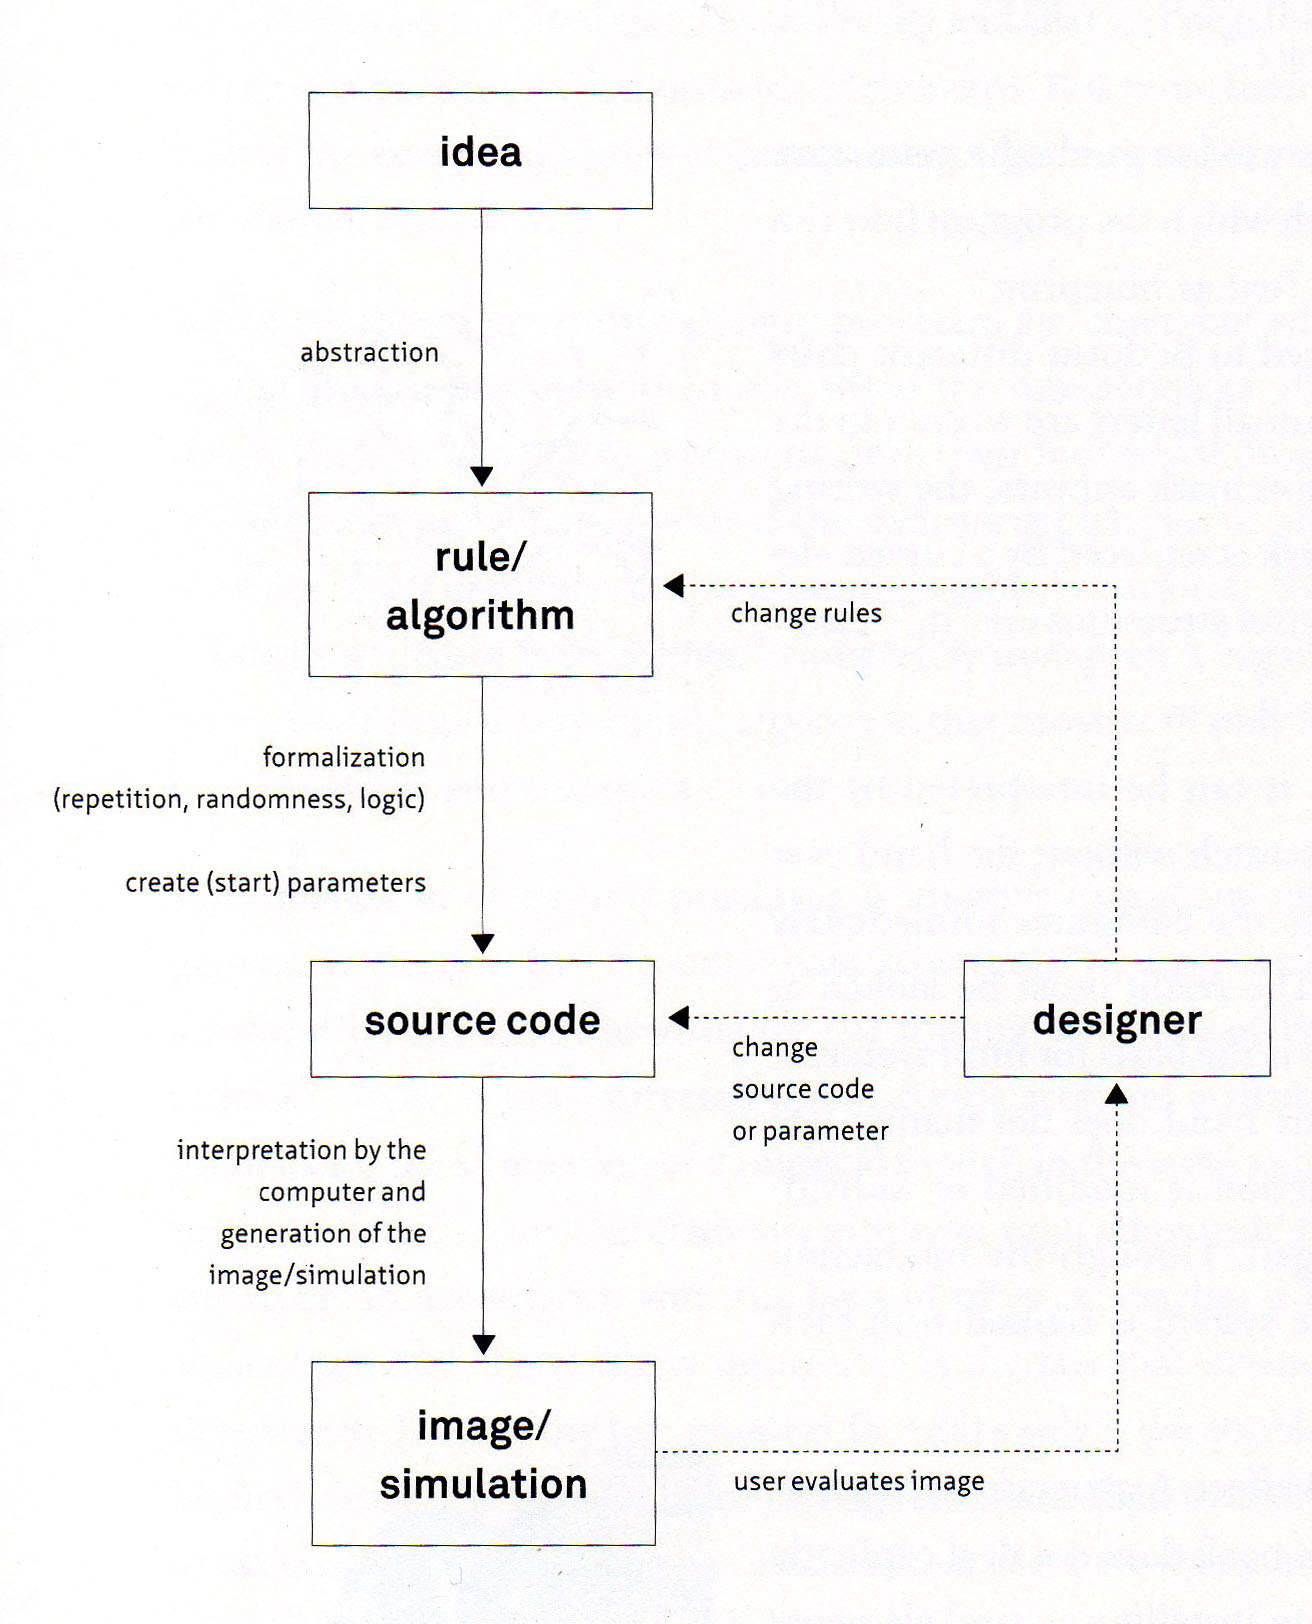 idea
abstraction
rule/
algorithm
change rules
formalization
(repetition, randomness, logic)
create (start) parameters
source code
designer
change
source code
or parameter
interpretation by the
computer and
generation of the
image/simulation
image/
simulation
user evaluates image